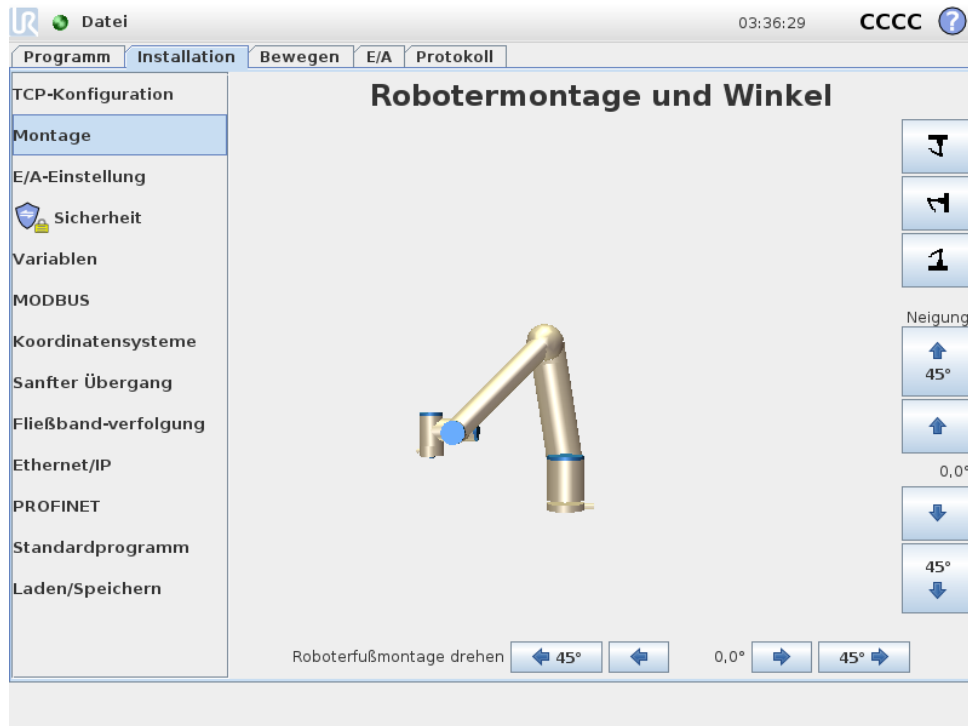 UR Datei 03:36:29 CCCC ?
Programm Installation Bewegen E/A Protokoll
TCP-Konfiguration
Montage
E/A-Einstellung
Sicherheit
Variablen
MODBUS
Koordinatensysteme
Sanfter Übergang
Fließband-verfolgung
Ethernet/IP
PROFINET
Standardprogramm
Laden/Speichern
Robotermontage und Winkel
Neigung
45°
0,0°
45°
Roboterfußmontage drehen 45° 0,0° 45°